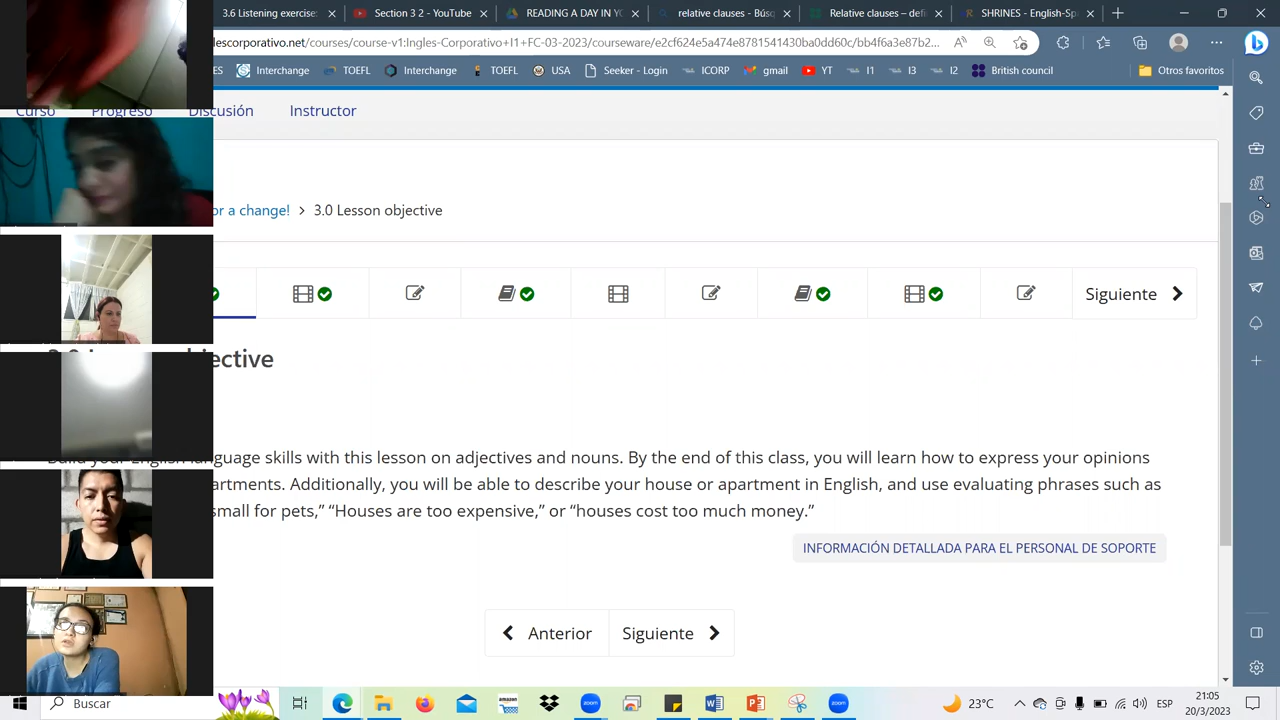 3.6 Listening exercise:
Section 3 2 - YouTube
READING A DAY IN YO
relative clauses - Búsq
Relative clauses – defi
SHRINES - English-Sp
lescorporativo.net/courses/course-v1:Ingles-Corporativo+I1+FC-03-2023/courseware/e2cf624e5a474e8781541430ba0dd60c/bb4f6a3e87b2...
ES
Interchange
TOEFL
Interchange
TOEFL
USA
Seeker - Login
ICORP
gmail
YT
I1
I3
I2
British council
Otros favoritos
Curso Progreso Discusión Instructor
or a change! > 3.0 Lesson objective
Siguiente
objective
Build your English language skills with this lesson on adjectives and nouns. By the end of this class, you will learn how to express your opinions
artments. Additionally, you will be able to describe your house or apartment in English, and use evaluating phrases such as
small for pets,” “Houses are too expensive,” or “houses cost too much money.”
INFORMACIÓN DETALLADA PARA EL PERSONAL DE SOPORTE
Anterior Siguiente
Buscar
amazon
23°C
ESP
21:05
20/3/2023